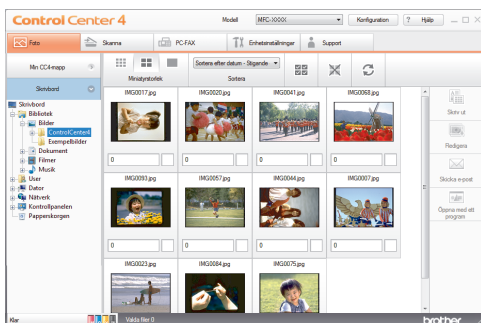 Control Center 4
Modell MFC-XXXX Konfiguration ? Hjälp
Foto Skanna PC-FAX Enhetsinställningar Support
Min CC4-mapp
Skrivbord
Miniatyrstorlek
Sortera efter datum - Stigande
Sortera
Skrivbord
Bibliotek
Bilder
ControlCenter4
Exempelbilder
Dokument
Filmer
Musik
User
Dator
Nätverk
Kontrollpanelen
Papperskorgen
IMG0017.jpg IMG0020.jpg IMG0041.jpg IMG0068.jpg
0 0 0 0
IMG0093.jpg IMG0057.jpg IMG0044.jpg IMG0007.jpg
0 0 0 0
IMG0023.jpg IMG0084.jpg IMG0075.jpg
Skriv ut
Redigera
Skicka e-post
Öppna med ett
program
Klar Valda filer 0 brother